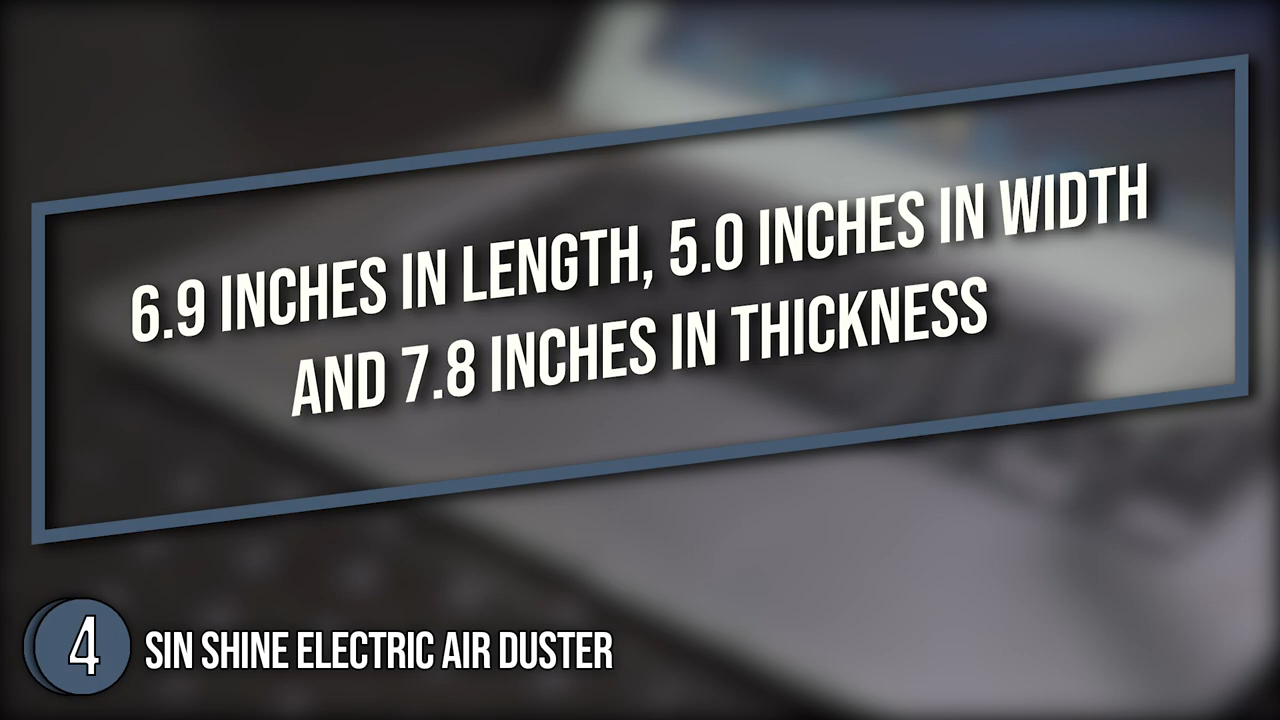 6.9 INCHES IN LENGTH, 5.0 INCHES IN WIDTH
AND 7.8 INCHES IN THICKNESS
4 SIN SHINE ELECTRIC AIR DUSTER